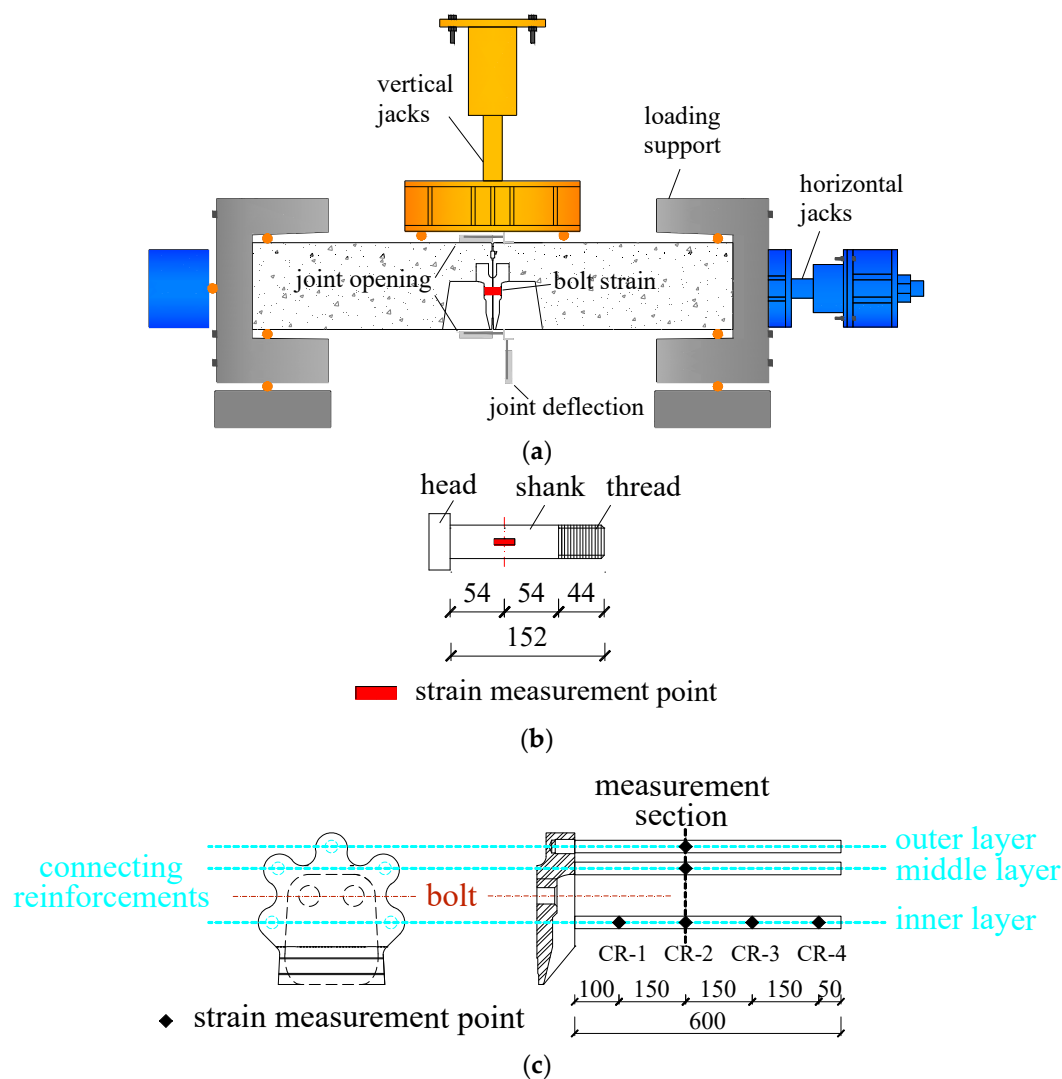 vertical
jacks
loading
support
horizontal
jacks
joint opening
bolt strain
joint deflection
(a)
head
shank
thread
54
54
44
152
strain measurement point
(b)
measurement
section
outer layer
middle layer
connecting
reinforcements
bolt
inner layer
CR-1
CR-2
CR-3
CR-4
100
150
150
150
50
600
strain measurement point
(c)